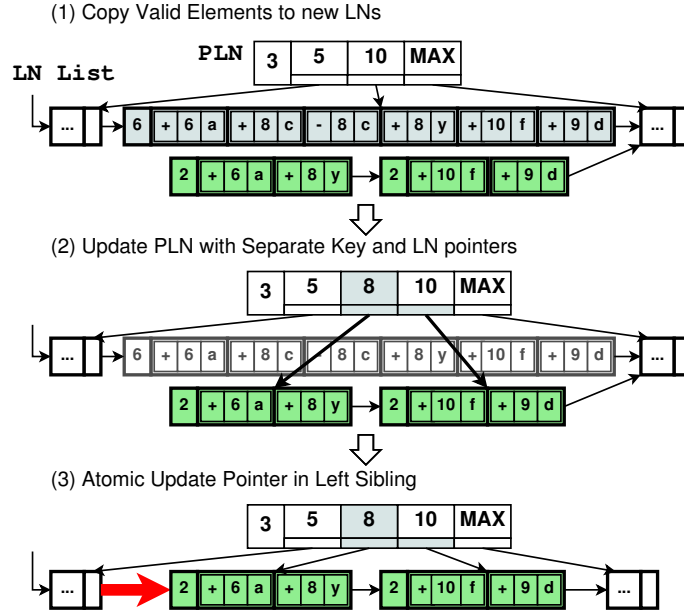 (1) Copy Valid Elements to new LNs
PLN 3 5 10 MAX
LN List
... 6 + 6 a + 8 c - 8 c + 8 y + 10 f + 9 d ...
2 + 6 a + 8 y 2 + 10 f + 9 d
(2) Update PLN with Separate Key and LN pointers
3 5 8 10 MAX
... 6 + 6 a + 8 c - 8 c + 8 y + 10 f + 9 d ...
2 + 6 a + 8 y 2 + 10 f + 9 d
(3) Atomic Update Pointer in Left Sibling
3 5 8 10 MAX
... 2 + 6 a + 8 y 2 + 10 f + 9 d ...